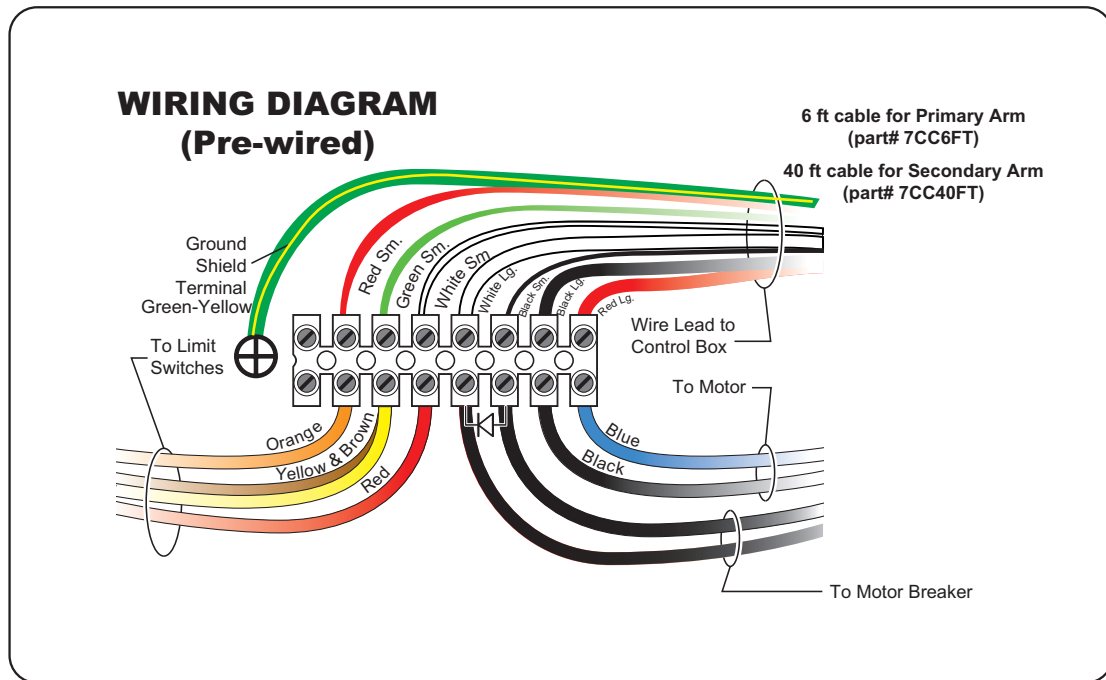 WIRING DIAGRAM
(Pre-wired)
6 ft cable for Primary Arm
(part# 7CC6FT)
40 ft cable for Secondary Arm
(part# 7CC40FT)
Ground
Shield
Terminal
Green-Yellow
Red Sm.
Green Sm.
White Sm
White Lg.
Black Sm.
Black Lg.
Red Lg.
To Limit
Switches
Wire Lead to
Control Box
To Motor
Orange
Yellow & Brown
Red
Blue
Black
To Motor Breaker